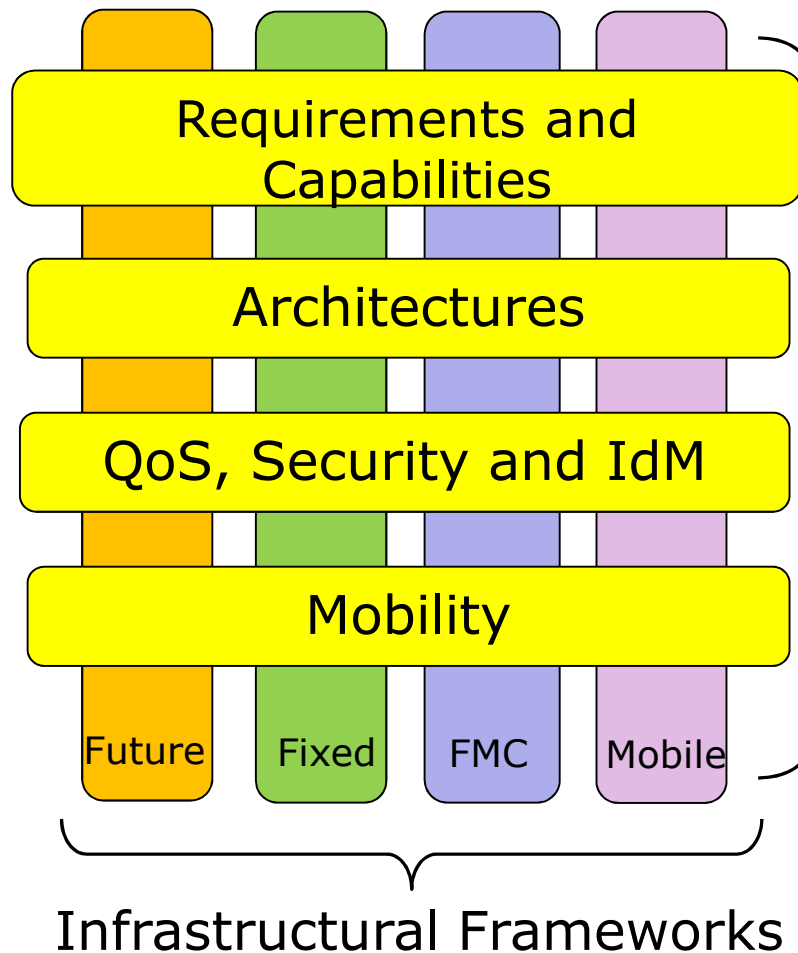 Requirements and
Capabilities
Architectures
QoS, Security and IdM
Mobility
Future Fixed FMC Mobile
Infrastructural Frameworks